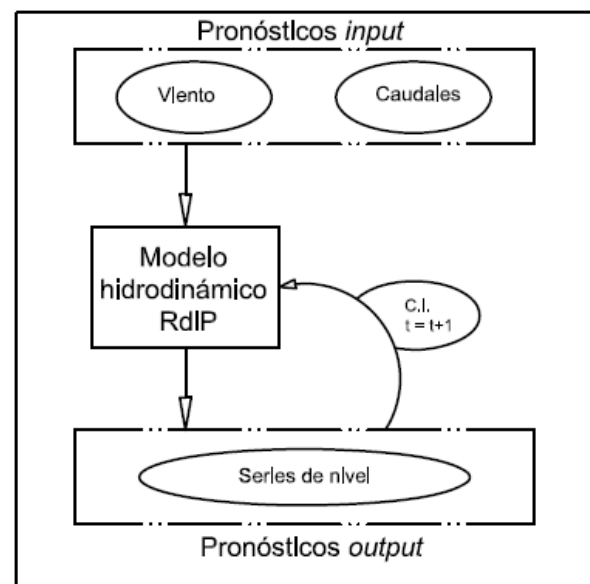 Pronósticos input
Viento
Caudales
Modelo
hidrodinámico
RdlP
C.I.
t = t+1
Series de nivel
Pronósticos output